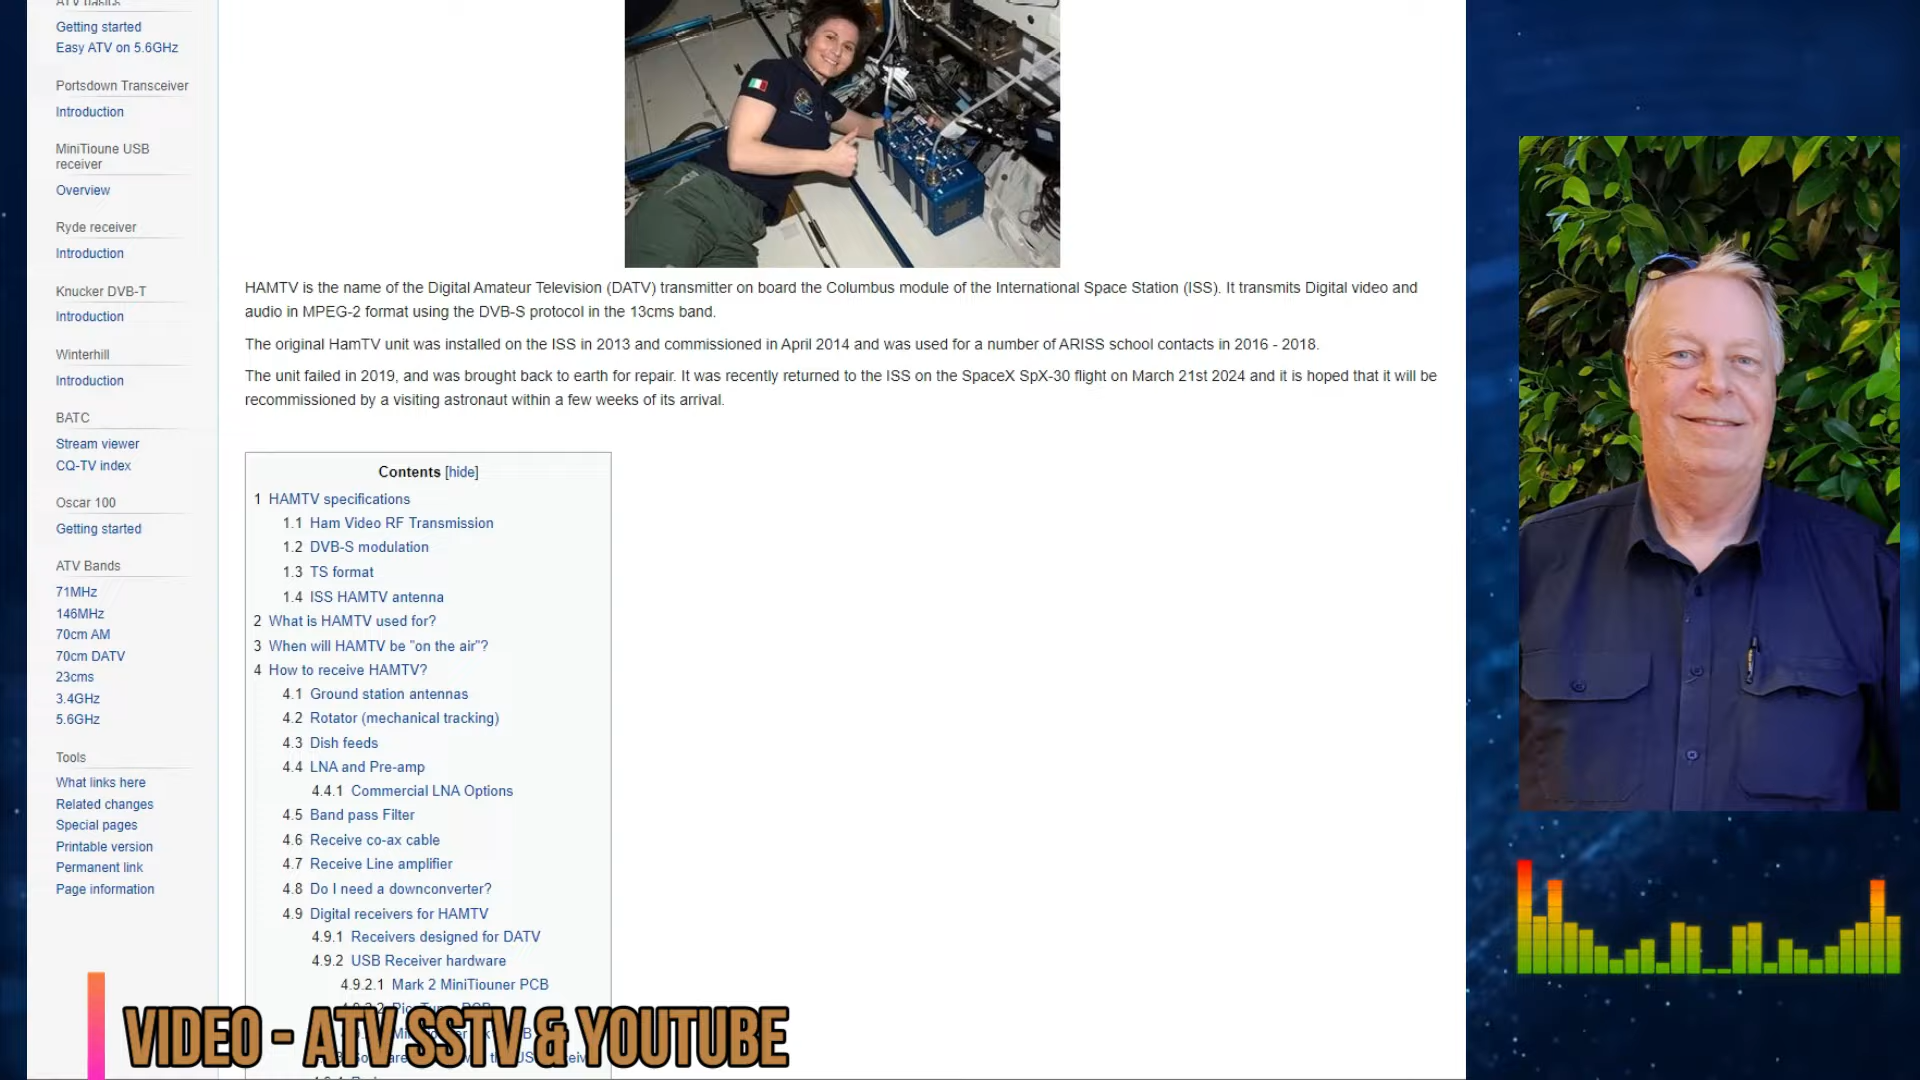 Getting started
Easy ATV on 5.6GHz
Portsdown Transceiver
Introduction
MiniTioune USB
receiver
Overview
Ryde receiver
Introduction
Knucker DVB-T
Introduction
Winterhill
Introduction
BATC
Stream viewer
CQ-TV index
Oscar 100
Getting started
ATV Bands
71MHz
146MHz
70cm AM
70cm DATV
23cms
3.4GHz
5.6GHz
Tools
What links here
Related changes
Special pages
Printable version
Permanent link
Page information
HAMTV is the name of the Digital Amateur Television (DATV) transmitter on board the Columbus module of the International Space Station (ISS). It transmits Digital video and
audio in MPEG-2 format using the DVB-S protocol in the 13cms band.
The original HamTV unit was installed on the ISS in 2013 and commissioned in April 2014 and was used for a number of ARISS school contacts in 2016 - 2018.
The unit failed in 2019, and was brought back to earth for repair. It was recently returned to the ISS on the SpaceX SpX-30 flight on March 21st 2024 and it is hoped that it will be
recommissioned by a visiting astronaut within a few weeks of its arrival.
Contents [hide]
1 HAMTV specifications
1.1 Ham Video RF Transmission
1.2 DVB-S modulation
1.3 TS format
1.4 ISS HAMTV antenna
2 What is HAMTV used for?
3 When will HAMTV be "on the air"?
4 How to receive HAMTV?
4.1 Ground station antennas
4.2 Rotator (mechanical tracking)
4.3 Dish feeds
4.4 LNA and Pre-amp
4.4.1 Commercial LNA Options
4.5 Band pass Filter
4.6 Receive co-ax cable
4.7 Receive Line amplifier
4.8 Do I need a downconverter?
4.9 Digital receivers for HAMTV
4.9.1 Receivers designed for DATV
4.9.2 USB Receiver hardware
4.9.2.1 Mark 2 MiniTiouner PCB
VIDEO - ATV SSTV & YOUTUBE